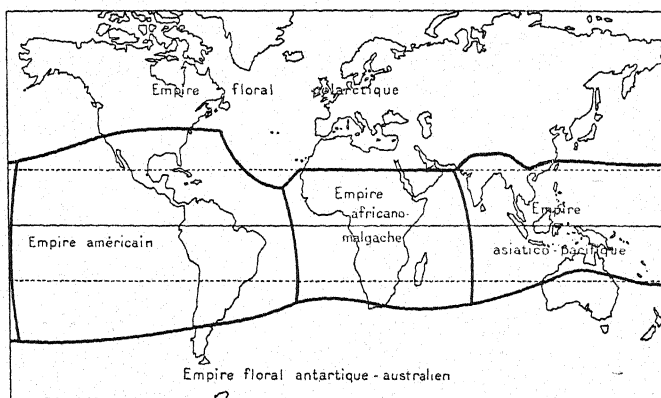 Empire floral holarctique
Empire
africano-
malgache
Empire américain
Empire
asiatico-pacifique
Empire floral antartique - australien